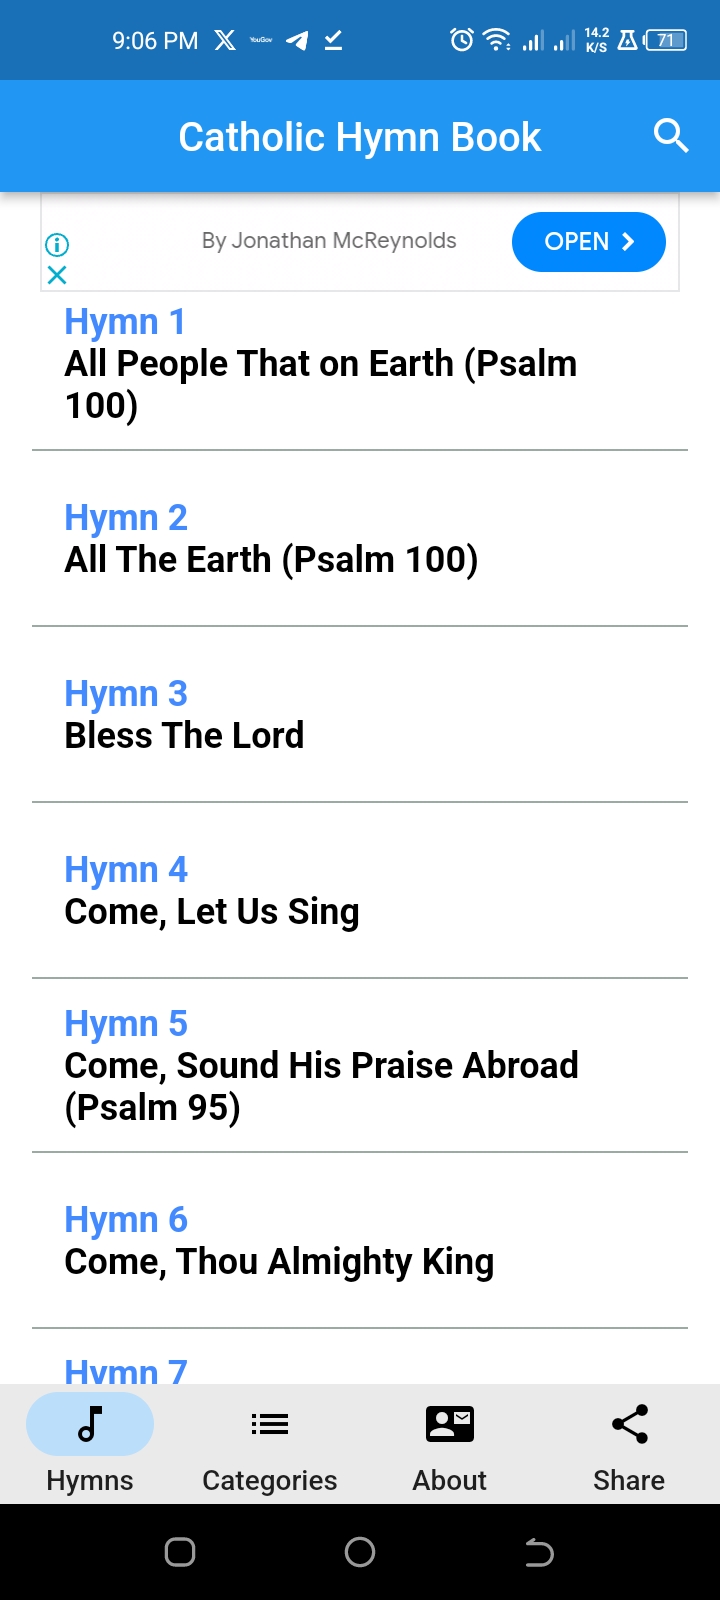 9:06 PM YouGov 14.2 K/S 71
Catholic Hymn Book
By Jonathan McReynolds OPEN
Hymn 1
All People That on Earth (Psalm
100)
Hymn 2
All The Earth (Psalm 100)
Hymn 3
Bless The Lord
Hymn 4
Come, Let Us Sing
Hymn 5
Come, Sound His Praise Abroad
(Psalm 95)
Hymn 6
Come, Thou Almighty King
Hymn 7
Hymns Categories About Share